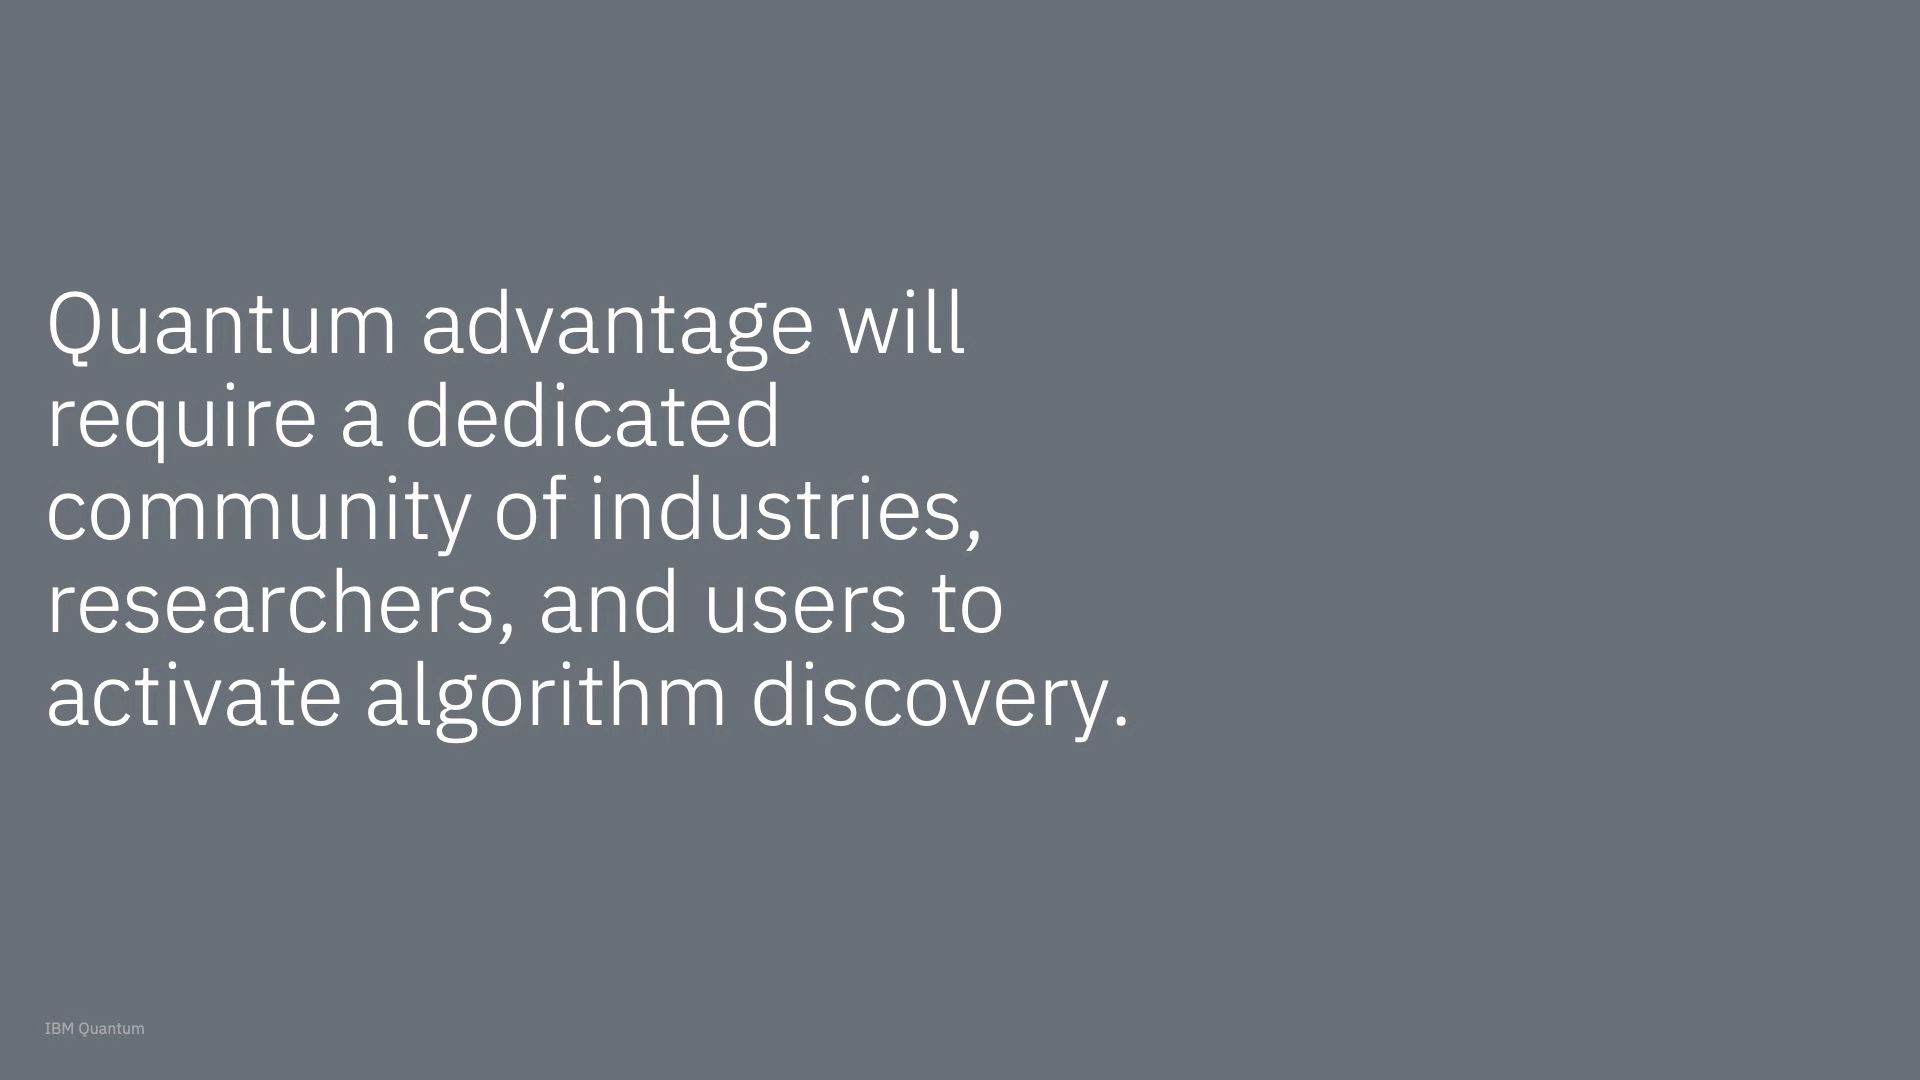 Quantum advantage will
require a dedicated
community of industries,
researchers, and users to
activate algorithm discovery.
IBM Quantum